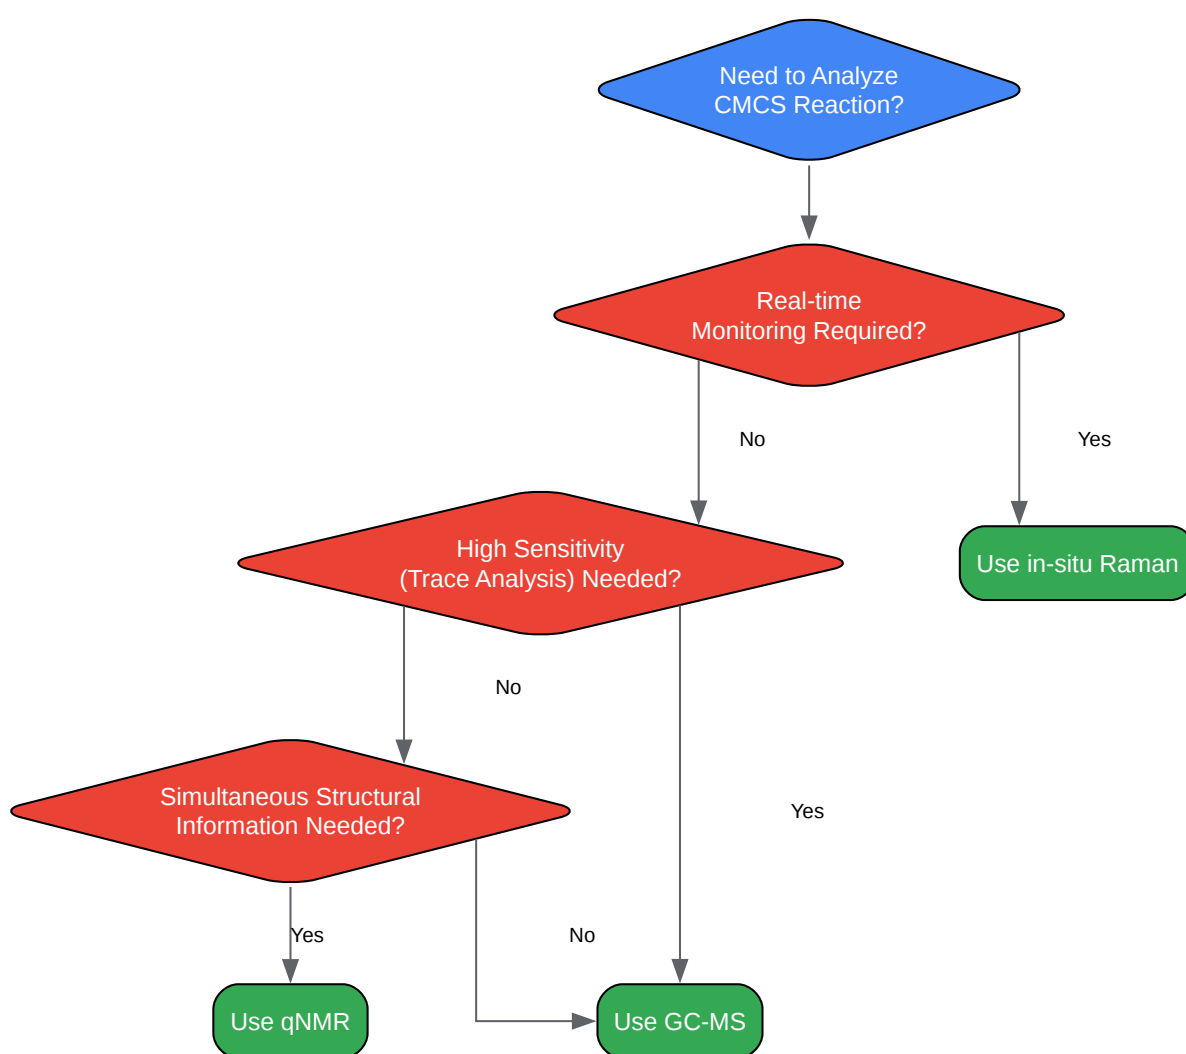 Need to Analyze
CMCS Reaction?
Real-time
Monitoring Required?
No
Yes
High Sensitivity
(Trace Analysis) Needed?
Use in-situ Raman
No
Simultaneous Structural
Information Needed?
Yes
Yes
No
Use qNMR
Use GC-MS